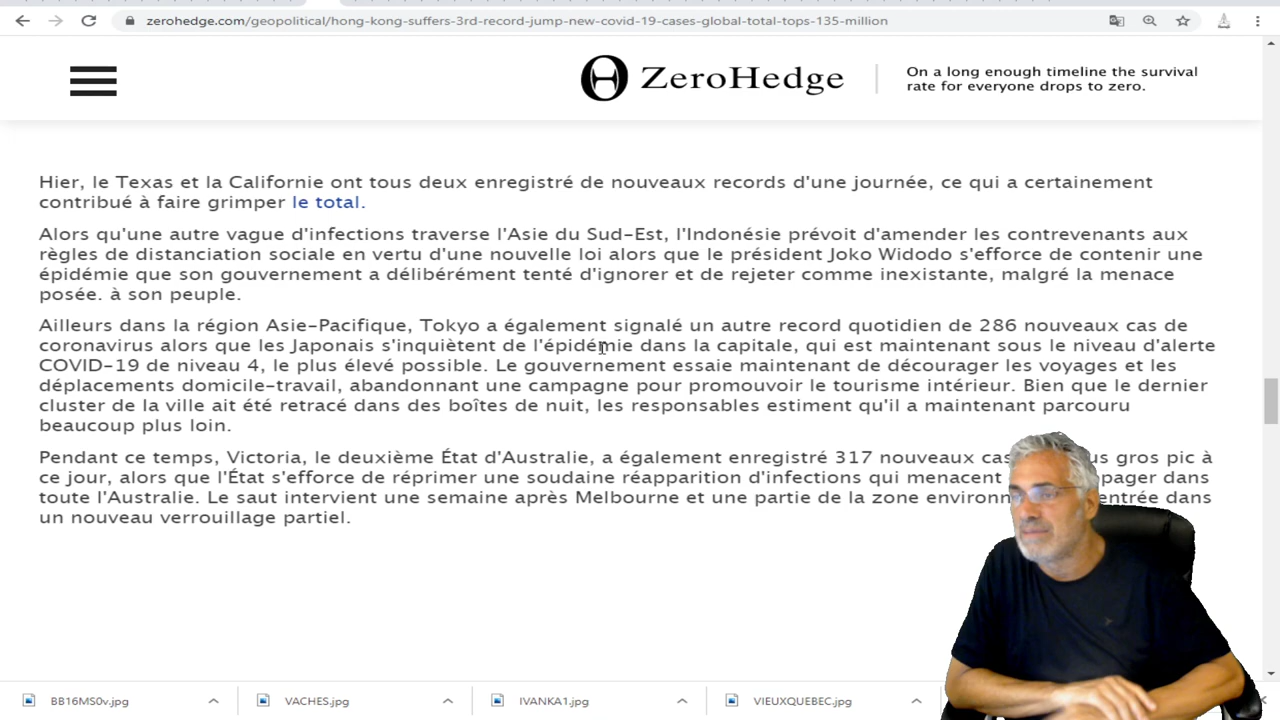 zerohedge.com/geopolitical/hong-kong-suffers-3rd-record-jump-new-covid-19-cases-global-total-tops-135-million
ZeroHedge
On a long enough timeline the survival
rate for everyone drops to zero.
Hier, le Texas et la Californie ont tous deux enregistré de nouveaux records d'une journée, ce qui a certainement
contribué à faire grimper le total.
Alors qu'une autre vague d'infections traverse l'Asie du Sud-Est, l'Indonésie prévoit d'amender les contrevenants aux
règles de distanciation sociale en vertu d'une nouvelle loi alors que le président Joko Widodo s'efforce de contenir une
épidémie que son gouvernement a délibérément tenté d'ignorer et de rejeter comme inexistante, malgré la menace
posée. à son peuple.
Ailleurs dans la région Asie-Pacifique, Tokyo a également signalé un autre record quotidien de 286 nouveaux cas de
coronavirus alors que les Japonais s'inquiètent de l'épidémie dans la capitale, qui est maintenant sous le niveau d'alerte
COVID-19 de niveau 4, le plus élevé possible. Le gouvernement essaie maintenant de décourager les voyages et les
déplacements domicile-travail, abandonnant une campagne pour promouvoir le tourisme intérieur. Bien que le dernier
cluster de la ville ait été retracé dans des boîtes de nuit, les responsables estiment qu'il a maintenant parcouru
beaucoup plus loin.
Pendant ce temps, Victoria, le deuxième État d'Australie, a également enregistré 317 nouveaux gros pic à
ce jour, alors que l'État s'efforce de réprimer une soudaine réapparition d'infections qui menacent dans
toute l'Australie. Le saut intervient une semaine après Melbourne et une partie de la zone dans
un nouveau verrouillage partiel.
BB16MS0v.jpg VACHES.jpg IVANKA1.jpg VIEUXQUEBEC.jpg